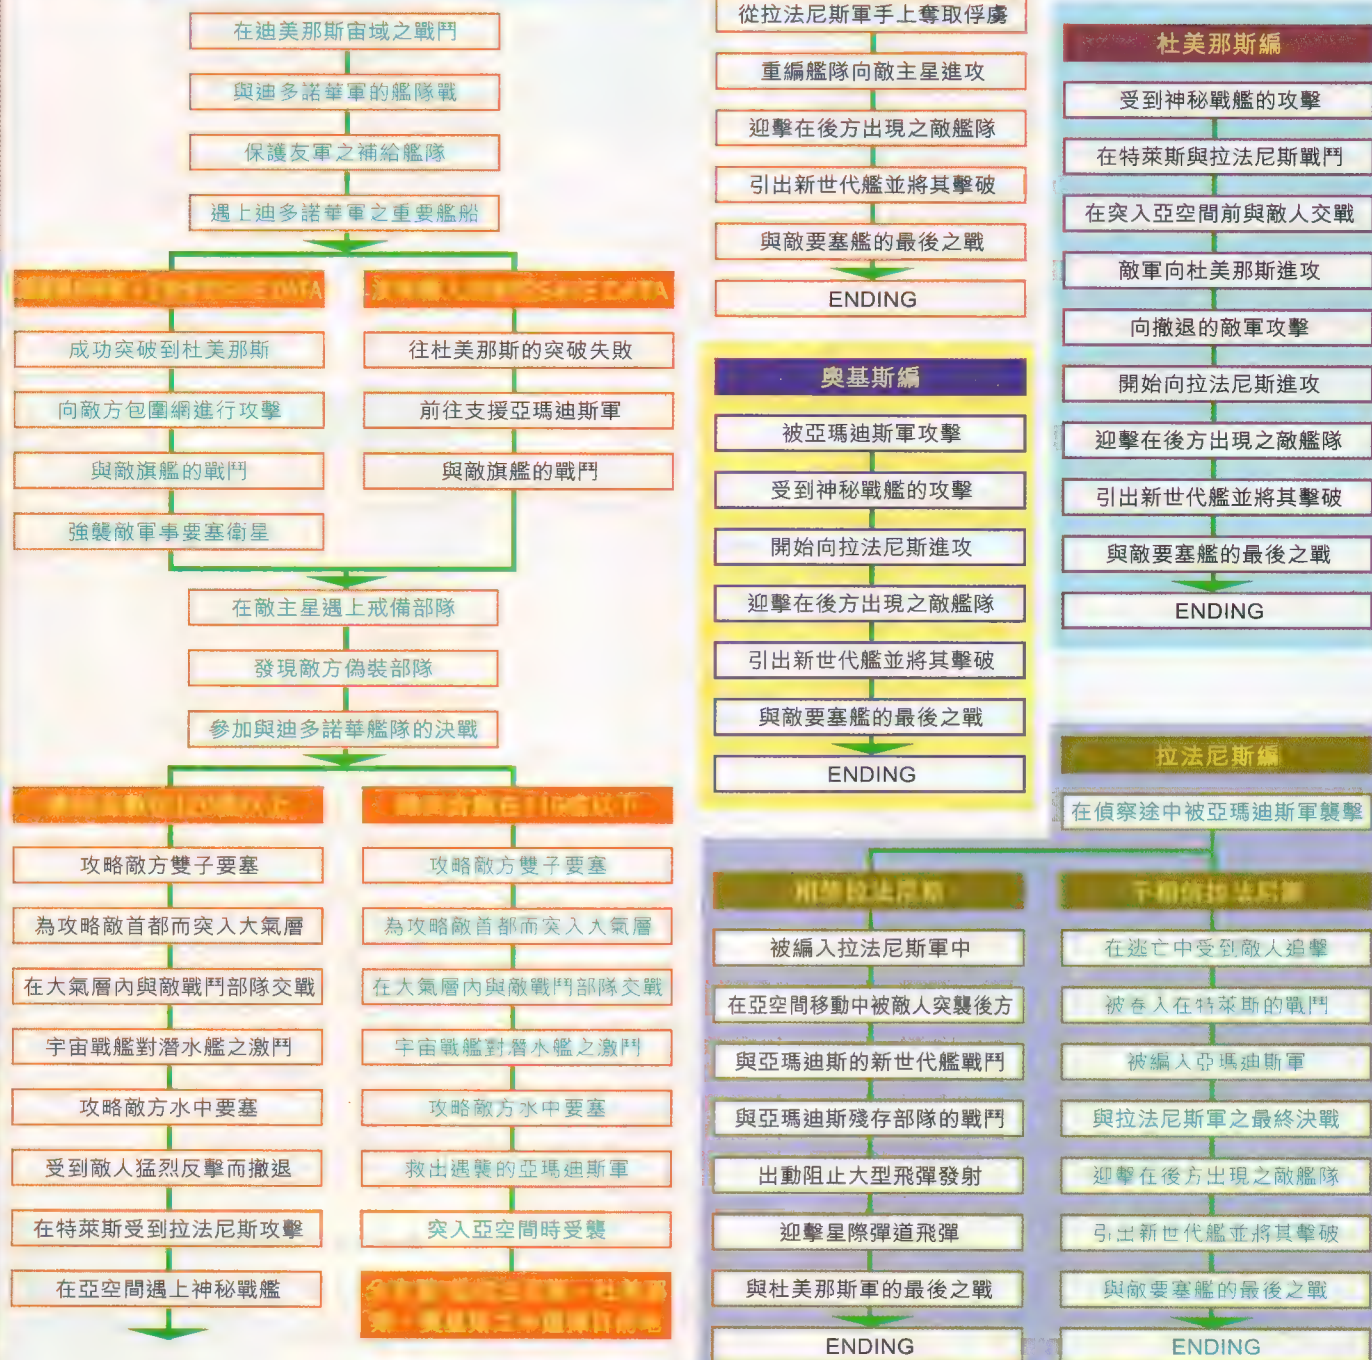 在迪美那斯宙域之戰鬥
與迪多諾華軍的艦隊戰
保護友軍之補給艦隊
遇上迪多諾華軍之重要艦船
SAVE DATA
SAVE DATA
成功突破到杜美那斯
向敵方包圍網進行攻擊
與敵旗艦的戰鬥
強襲敵軍事要塞衛星
往杜美那斯的突破失敗
前往支援亞瑪迪斯軍
與敵旗艦的戰鬥
在敵主星遇上戒備部隊
發現敵方偽裝部隊
參加與迪多諾華艦隊的決戰
攻略敵方雙子要塞
為攻略敵首都而突入大氣層
在大氣層內與敵戰鬥部隊交戰
宇宙戰艦對潛水艦之激鬥
攻略敵方水中要塞
受到敵人猛烈反擊而撤退
在特萊斯受到拉法尼斯攻擊
在亞空間遇上神秘戰艦
攻略敵方雙子要塞
為攻略敵首都而突入大氣層
在大氣層內與敵戰鬥部隊交戰
宇宙戰艦對潛水艦之激鬥
攻略敵方水中要塞
救出遇襲的亞瑪迪斯軍
突入亞空間時受襲
從拉法尼斯軍手上奪取俘虜
重編艦隊向敵主星進攻
迎擊在後方出現之敵艦隊
引出新世代艦並將其擊破
與敵要塞艦的最後之戰
ENDING
奧基斯編
被亞瑪迪斯軍攻擊
受到神秘戰艦的攻擊
開始向拉法尼斯進攻
迎擊在後方出現之敵艦隊
引出新世代艦並將其擊破
與敵要塞艦的最後之戰
ENDING
杜美那斯編
受到神秘戰艦的攻擊
在特萊斯與拉法尼斯戰鬥
在突入亞空間前與敵人交戰
敵軍向杜美那斯進攻
向撤退的敵軍攻擊
開始向拉法尼斯進攻
迎擊在後方出現之敵艦隊
引出新世代艦並將其擊破
與敵要塞艦的最後之戰
ENDING
拉法尼斯編
在偵察途中被亞瑪迪斯軍襲擊
相信拉法尼斯
被編入拉法尼斯軍中
在亞空間移動中被敵人突襲後方
與亞瑪迪斯的新世代艦戰鬥
與亞瑪迪斯殘存部隊的戰鬥
出動阻止大型飛彈發射
迎擊星際彈道飛彈
與杜美那斯軍的最後之戰
ENDING
不相信拉法尼斯
在逃亡中受到敵人追擊
被卷入在特萊斯的戰鬥
被編入亞瑪迪斯軍
與拉法尼斯軍之最終決戰
迎擊在後方出現之敵艦隊
引出新世代艦並將其擊破
與敵要塞艦的最後之戰
ENDING